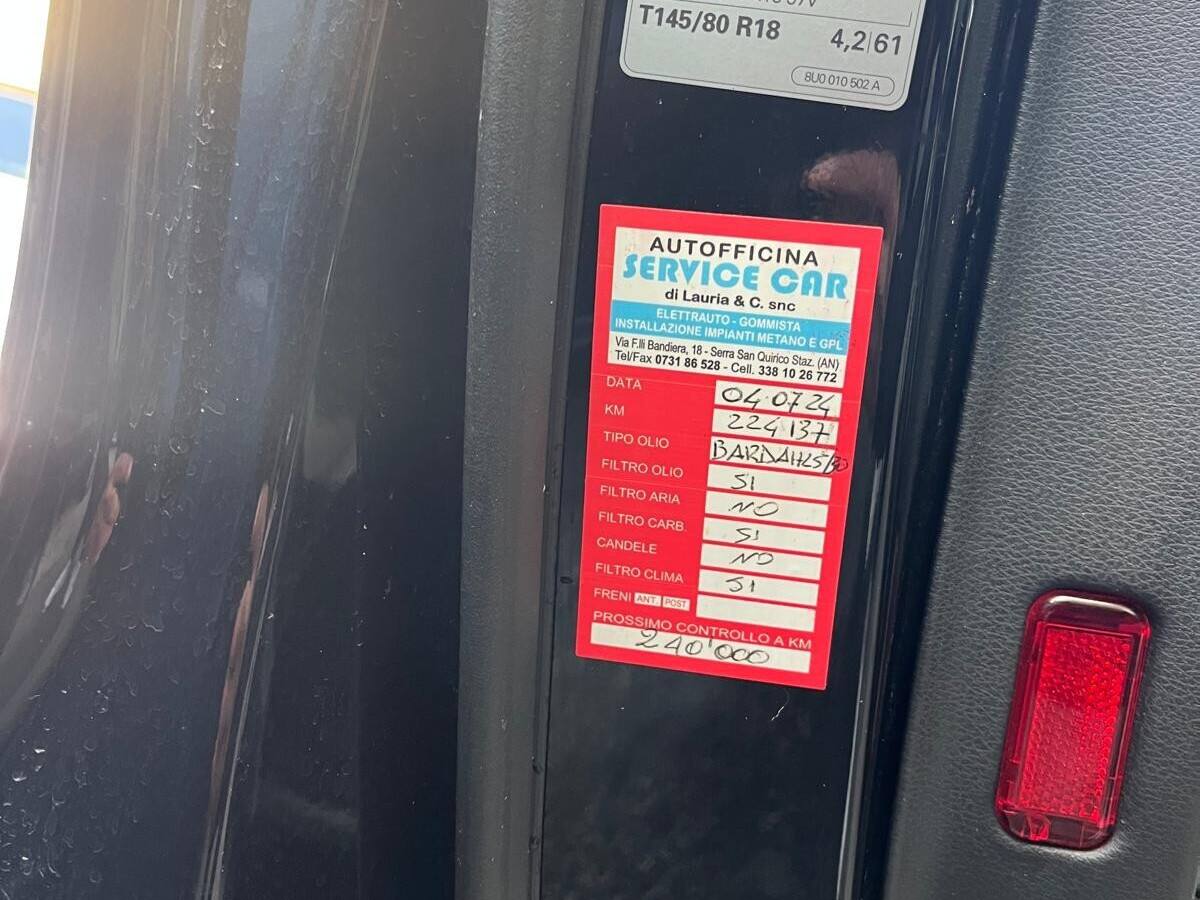 T145/80 R18 4,2|61
8U0 010 502 A
AUTOFFICINA
SERVICE CAR
di Lauria & C. snc
ELETTRAUTO - GOMMISTA
INSTALLAZIONE IMPIANTI METANO E GPL
Via F.lli Bandiera, 18 - Serra San Quirico Staz. (AN)
Tel/Fax 0731 86 528 - Cell. 338 10 26 772
DATA 04.07.24
KM 224 137
TIPO OLIO BARDAHL 5/30
FILTRO OLIO SI
FILTRO ARIA NO
FILTRO CARB. SI
CANDELE NO
FILTRO CLIMA SI
FRENI ANT. POST
PROSSIMO CONTROLLO A KM
240'000